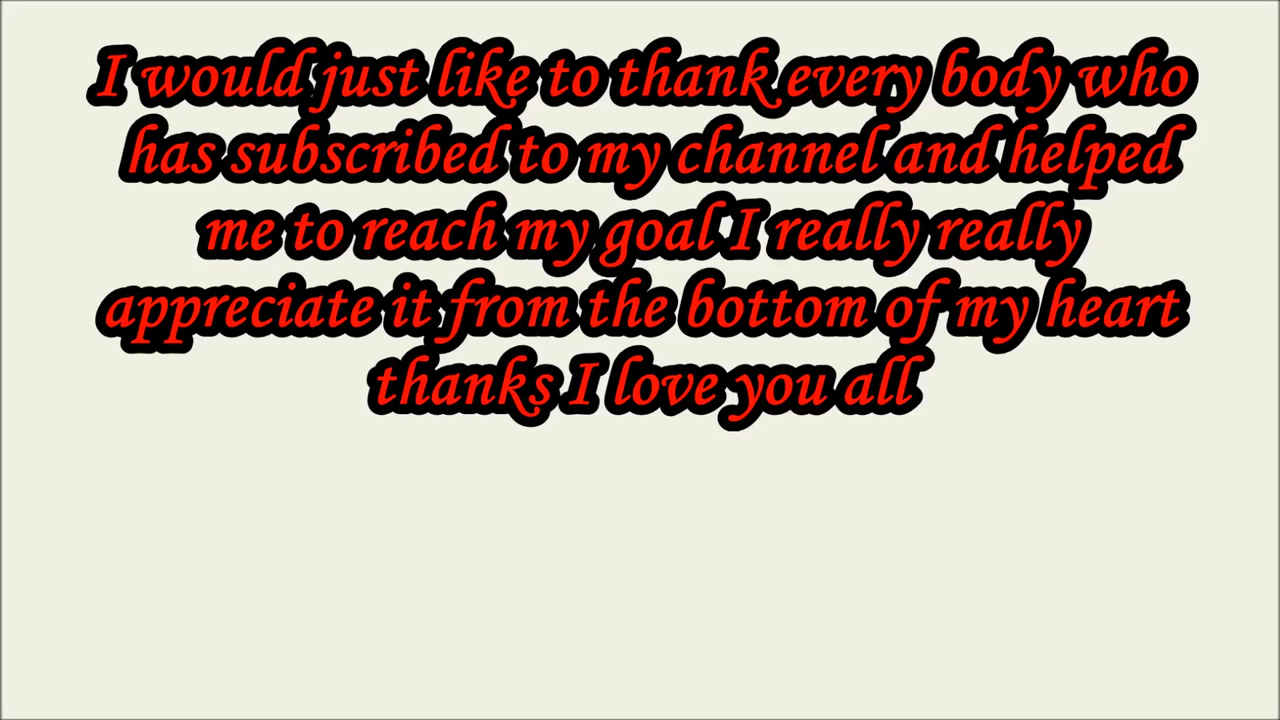 I would just like to thank every body who
has subscribed to my channel and helped
me to reach my goal I really really
appreciate it from the bottom of my heart
thanks I love you all